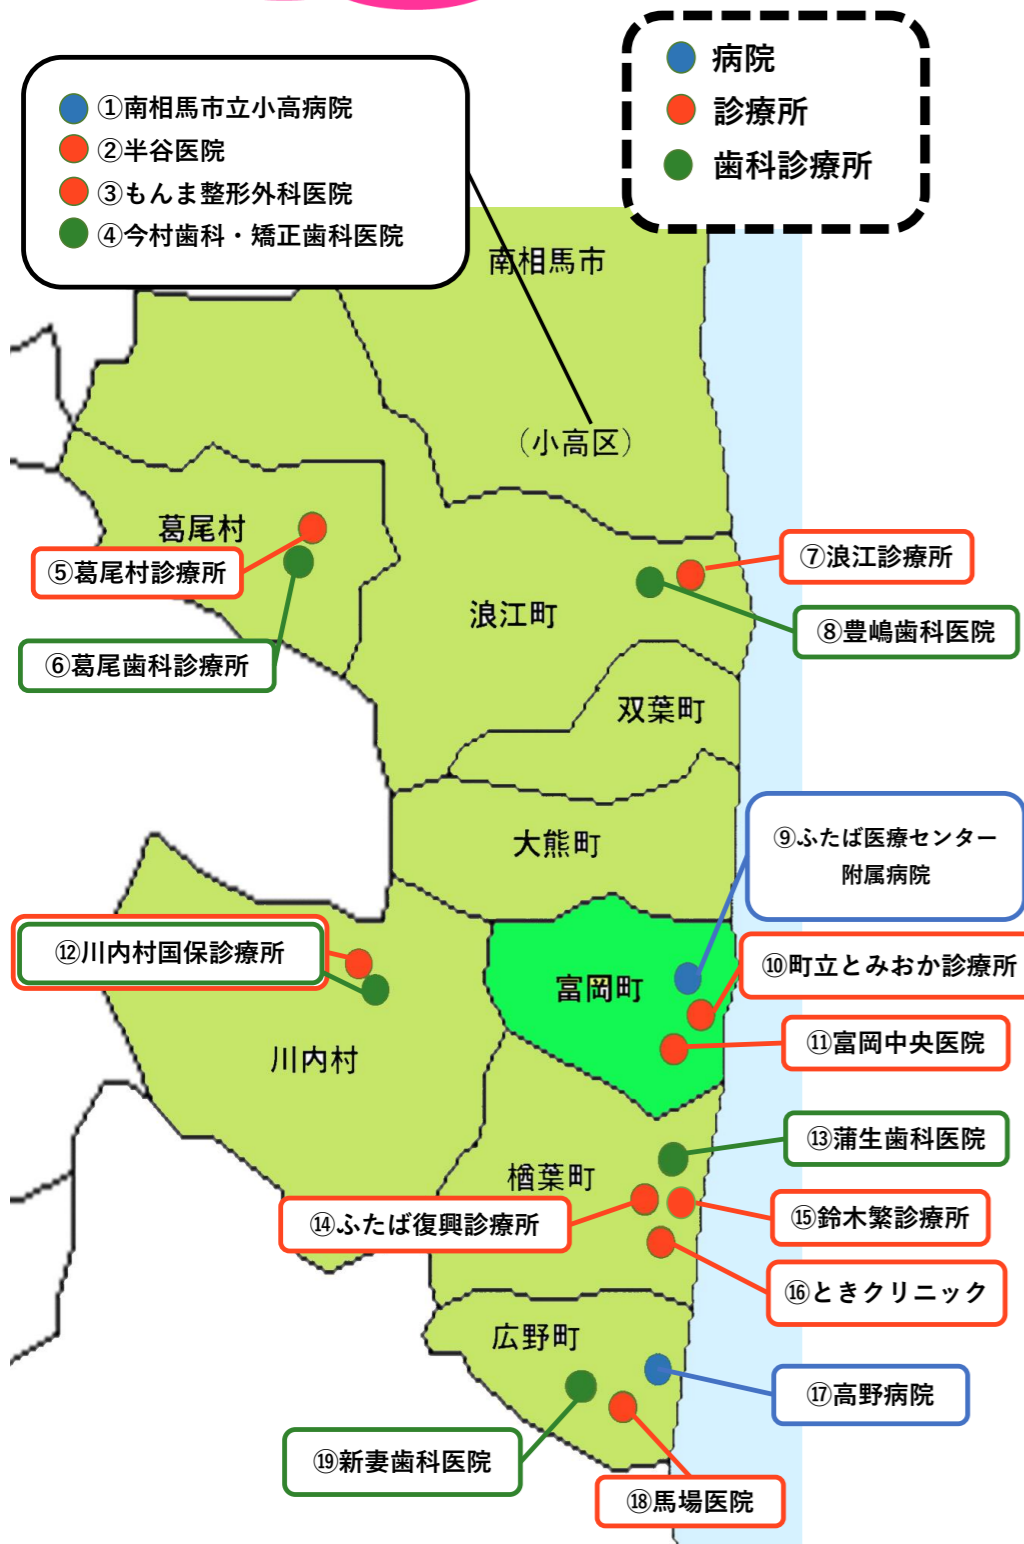 病院
診療所
歯科診療所
①南相馬市立小高病院
②半谷医院
③もんま整形外科医院
④今村歯科・矯正歯科医院
南相馬市
（小高区）
葛尾村
⑤葛尾村診療所
⑥葛尾歯科診療所
⑦浪江診療所
浪江町
⑧豊嶋歯科医院
双葉町
大熊町
⑨ふたば医療センター
附属病院
⑫川内村国保診療所
富岡町
⑩町立とみおか診療所
⑪富岡中央医院
川内村
⑬蒲生歯科医院
楢葉町
⑭ふたば復興診療所
⑮鈴木繁診療所
⑯ときクリニック
広野町
⑰高野病院
⑲新妻歯科医院
⑱馬場医院